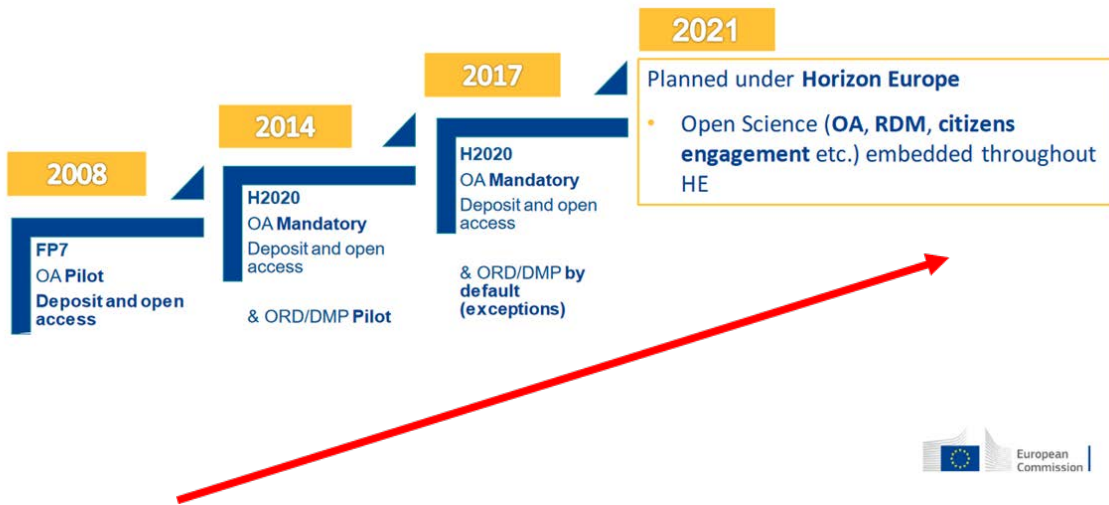 2008
FP7
OA Pilot
Deposit and open
access
2014
H2020
OA Mandatory
Deposit and open
access
& ORD/DMP Pilot
2017
H2020
OA Mandatory
Deposit and open
access
& ORD/DMP by
default
(exceptions)
2021
Planned under Horizon Europe
• Open Science (OA, RDM, citizens
engagement etc.) embedded throughout
HE
European
Commission